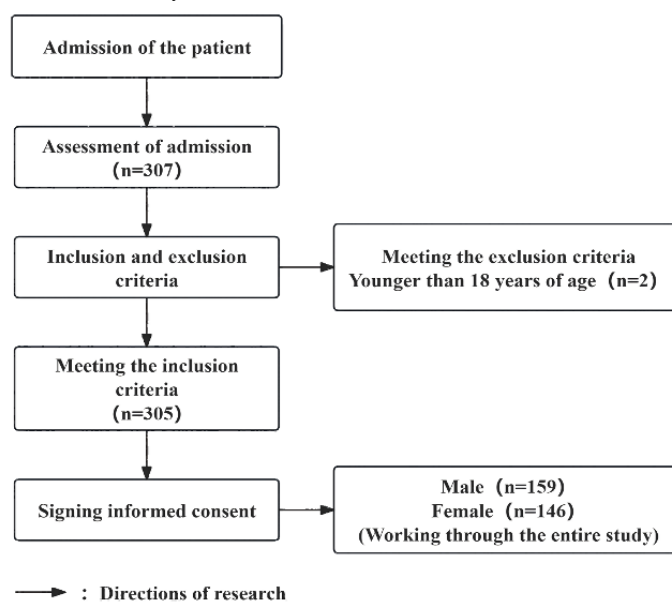 Admission of the patient
Assessment of admission
(n=307)
Inclusion and exclusion
criteria
Meeting the exclusion criteria
Younger than 18 years of age (n=2)
Meeting the inclusion
criteria
(n=305)
Signing informed consent
Male (n=159)
Female (n=146)
(Working through the entire study)
: Directions of research